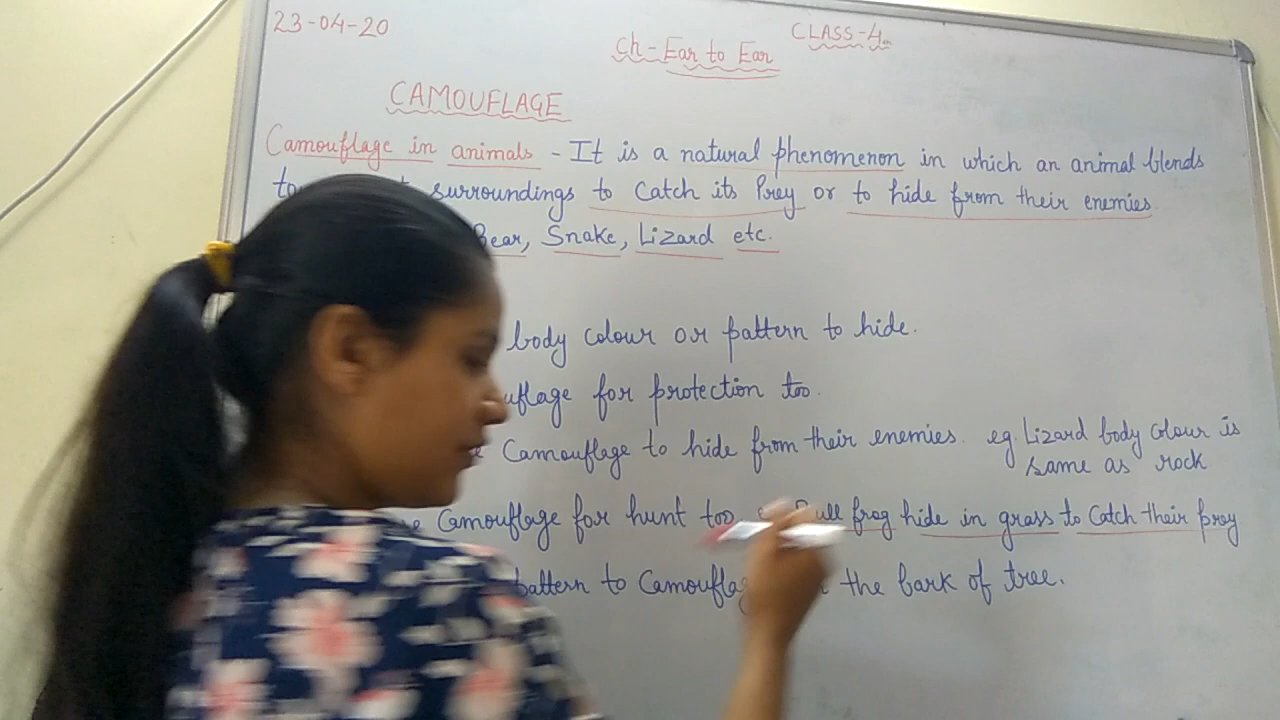 23-04-20
CLASS-4
Ch- Ear to Ear
CAMOUFLAGE
Camouflage in animals - It is a natural phenomenon in which an animal blends
to surroundings to Catch its Prey or to hide from their enemies
Bear, Snake, Lizard etc.
body colour or pattern to hide.
uflage for protection too.
Camouflage to hide from their enemies. eg. Lizard body colour is
same as rock
Camouflage for hunt too Bull frog hide in grass to Catch their prey
pattern to Camouflag the bark of tree.